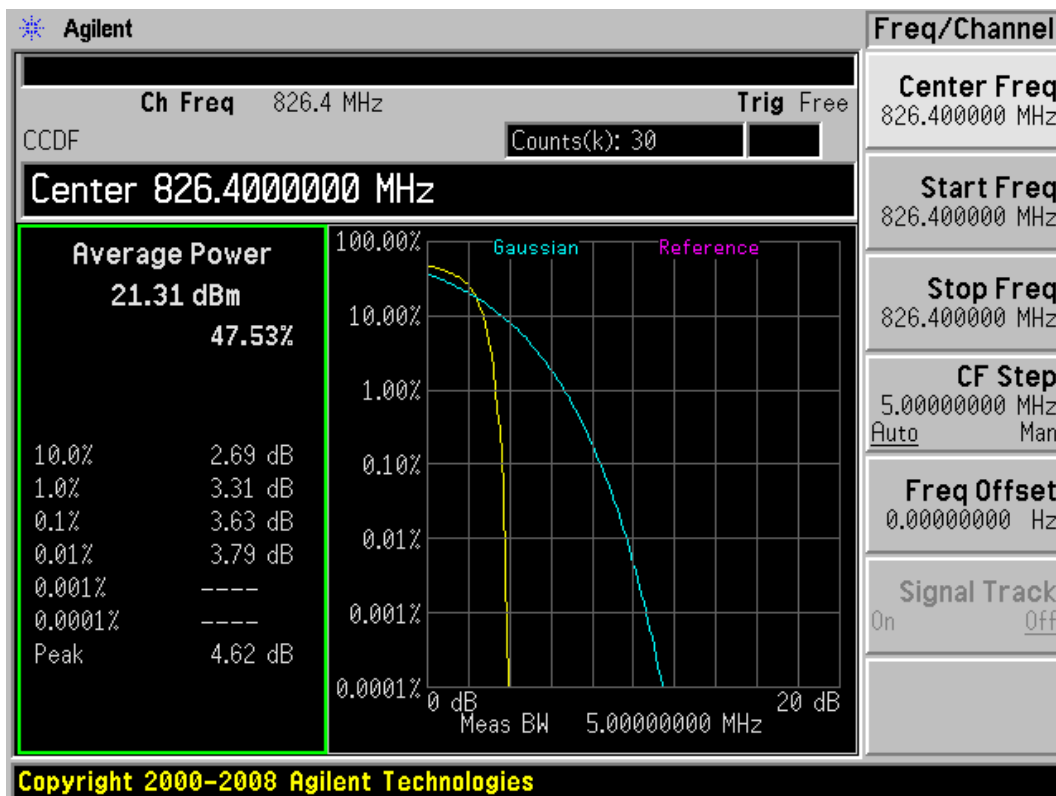 Agilent
Freq/Channel
Ch Freq 826.4 MHz
Trig Free
CCDF
Counts(k): 30
Center 826.4000000 MHz
Average Power
21.31 dBm
47.53%
10.0% 2.69 dB
1.0% 3.31 dB
0.1% 3.63 dB
0.01% 3.79 dB
0.001% ----
0.0001% ----
Peak 4.62 dB
Gaussian
Reference
100.00%
10.00%
1.00%
0.10%
0.01%
0.001%
0.0001%
0 dB
20 dB
Meas BW 5.00000000 MHz
Center Freq
826.400000 MHz
Start Freq
826.400000 MHz
Stop Freq
826.400000 MHz
CF Step
5.00000000 MHz
Auto Man
Freq Offset
0.00000000 Hz
Signal Track
On Off
Copyright 2000-2008 Agilent Technologies